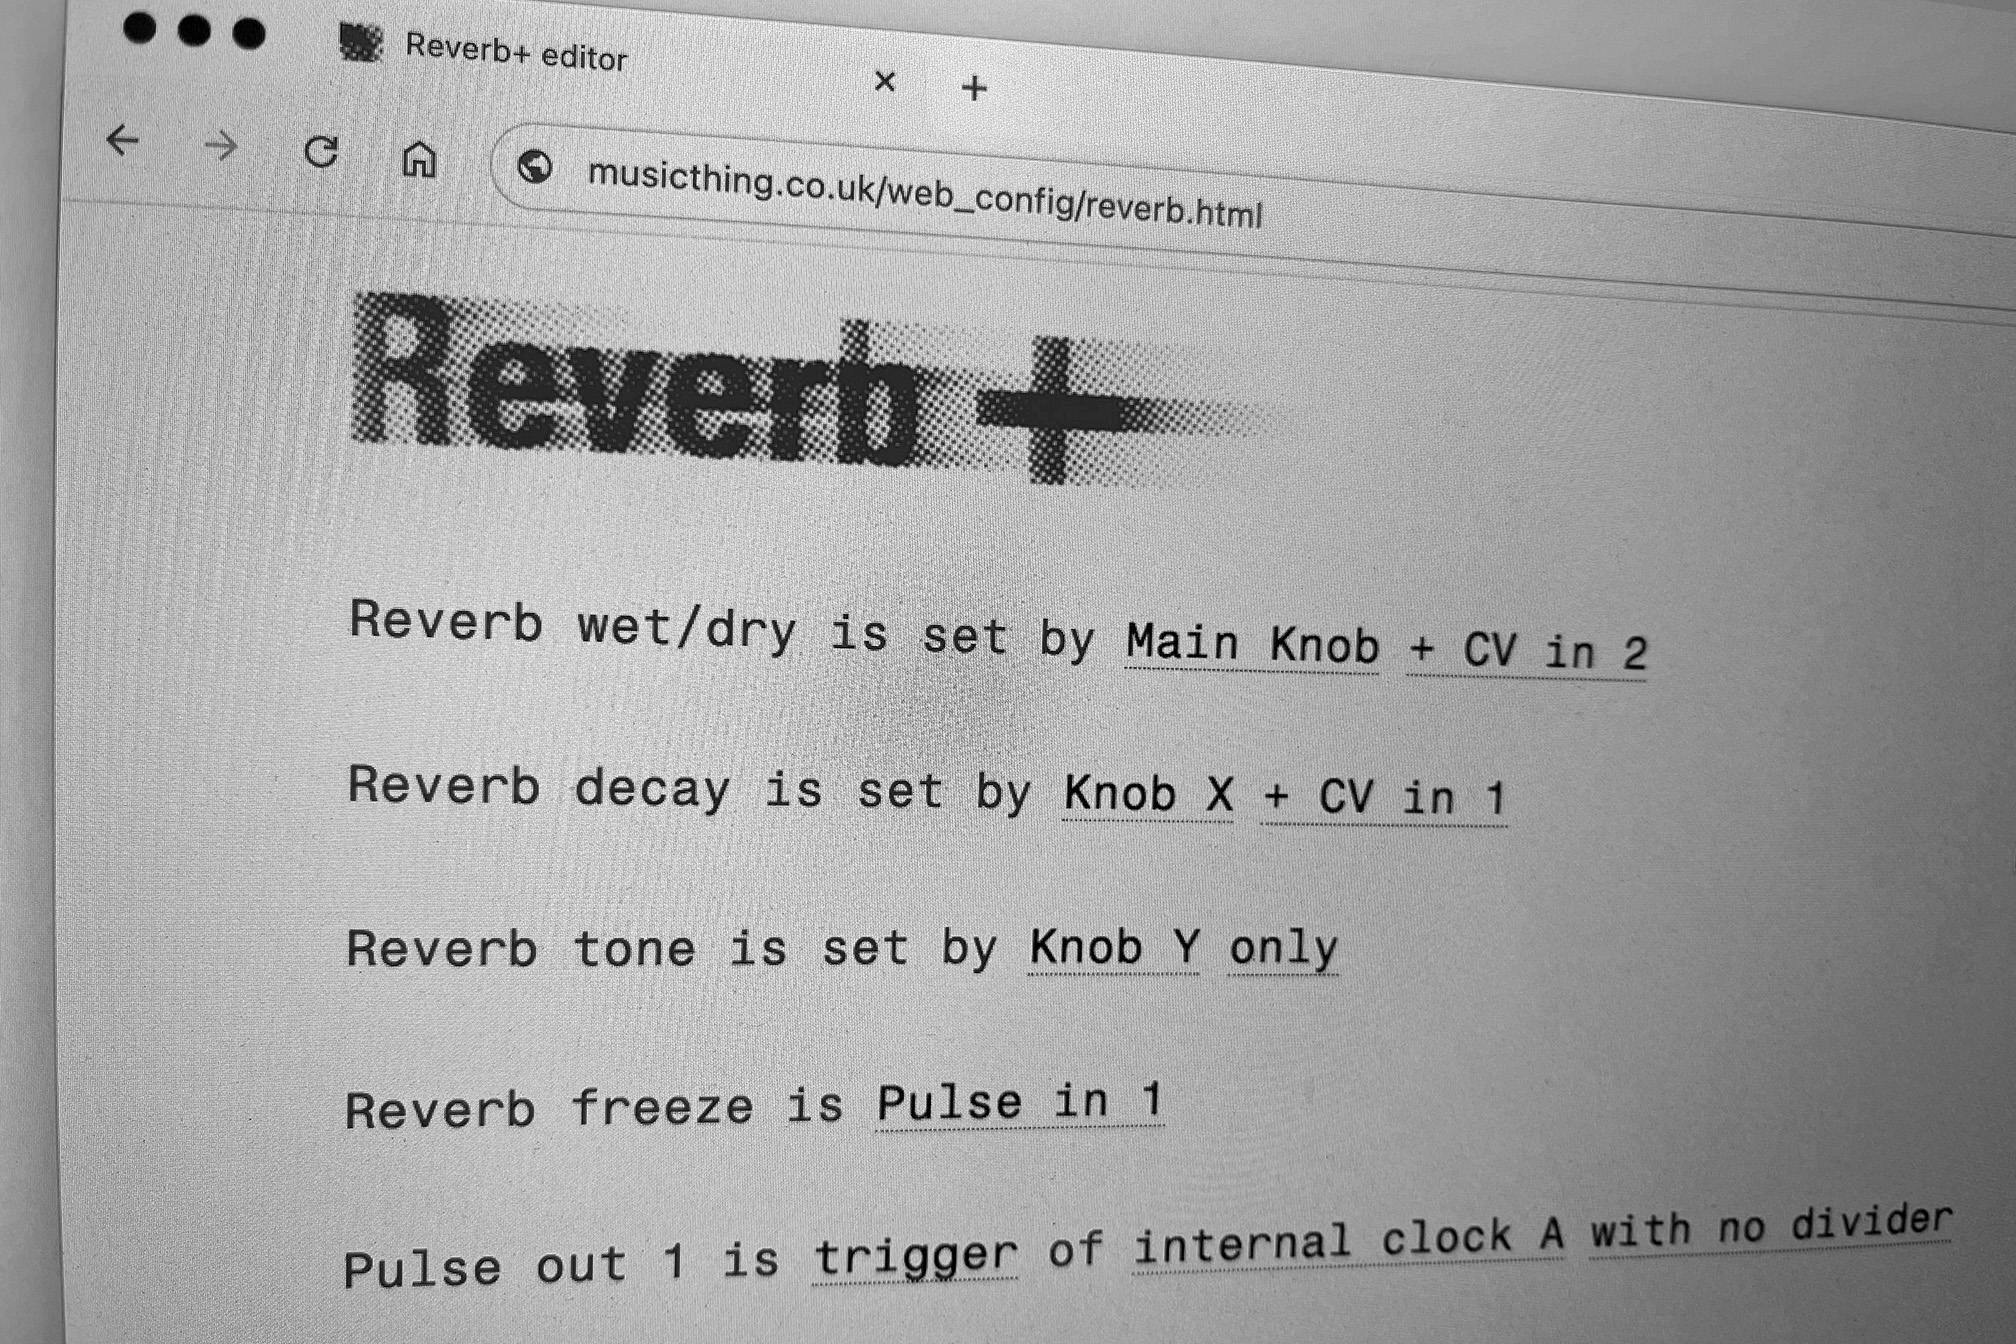 Reverb+ editor
musicthing.co.uk/web_config/reverb.html
Reverb +
Reverb wet/dry is set by Main Knob + CV in 2
Reverb decay is set by Knob X + CV in 1
Reverb tone is set by Knob Y only
Reverb freeze is Pulse in 1
Pulse out 1 is trigger of internal clock A with no divider